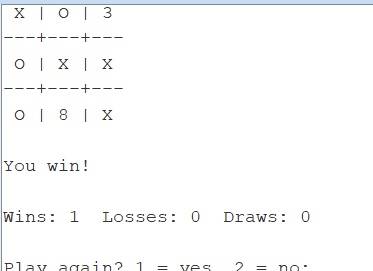 X | O | 3
---+---+---
O | X | X
---+---+---
O | 8 | X
You win!
Wins: 1  Losses: 0  Draws: 0
Play again? 1 = yes, 2 = no: